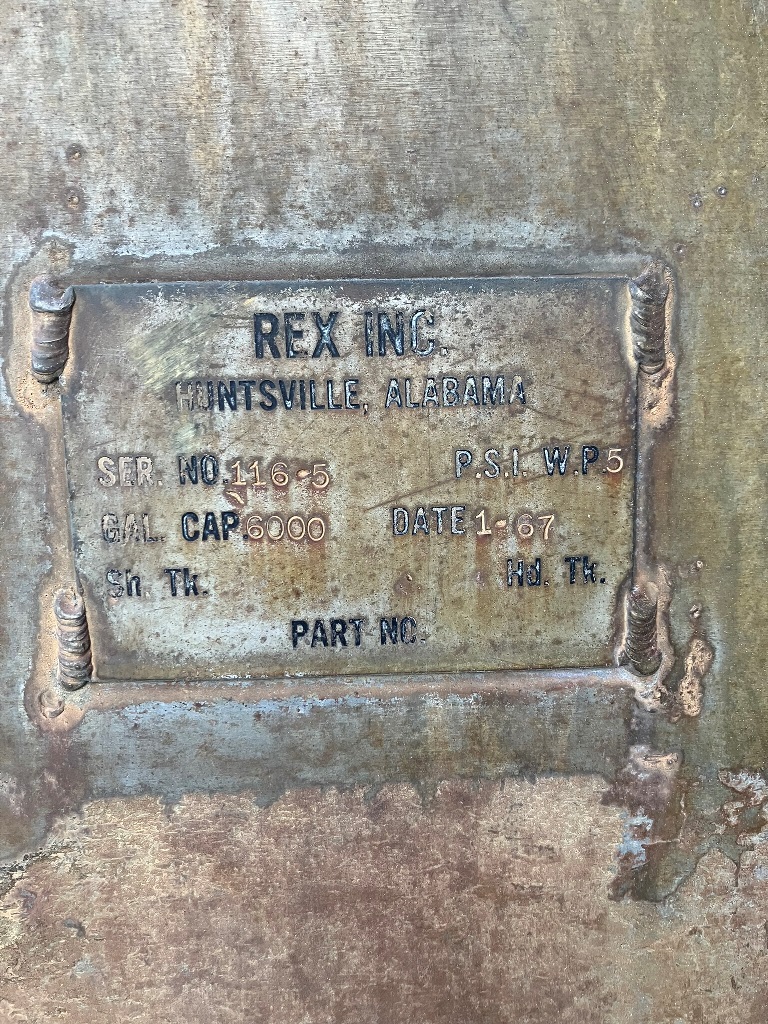 REX INC.
HUNTSVILLE, ALABAMA
SER. NO. 116-5 P.S.I. W.P. 5
GAL. CAP. 6000 DATE 1-67
Sh. Tk. Hd. Tk.
PART NO.